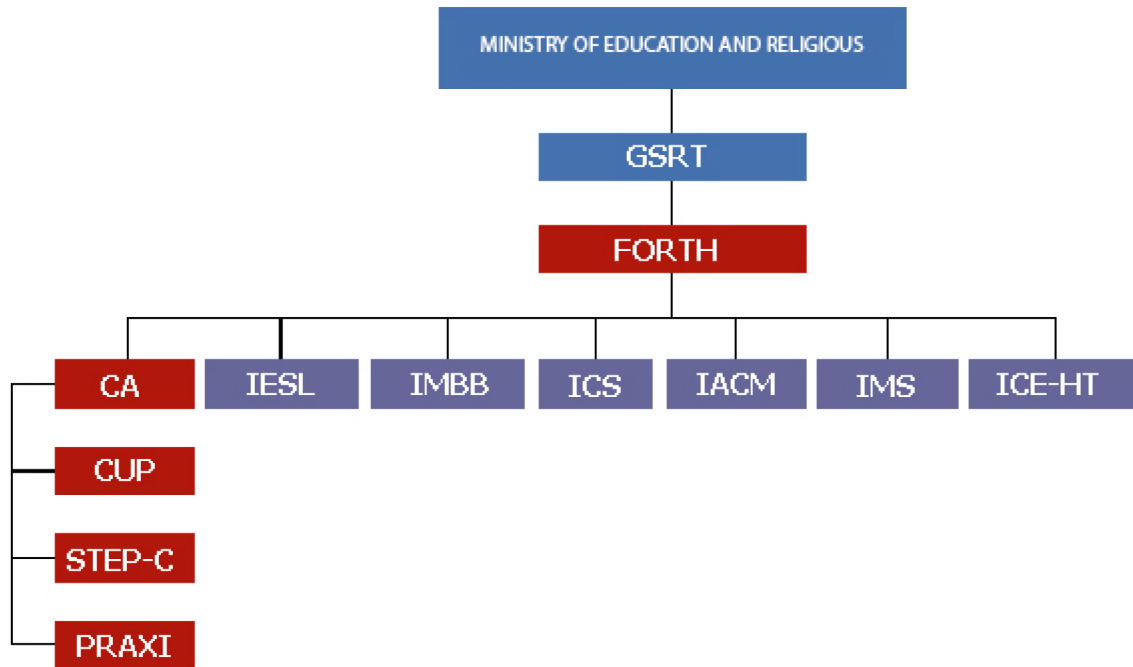 MINISTRY OF EDUCATION AND RELIGIOUS
GSRT
FORTH
CA
IESL
IMBB
ICS
IACM
IMS
ICE-HT
CUP
STEP-C
PRAXI